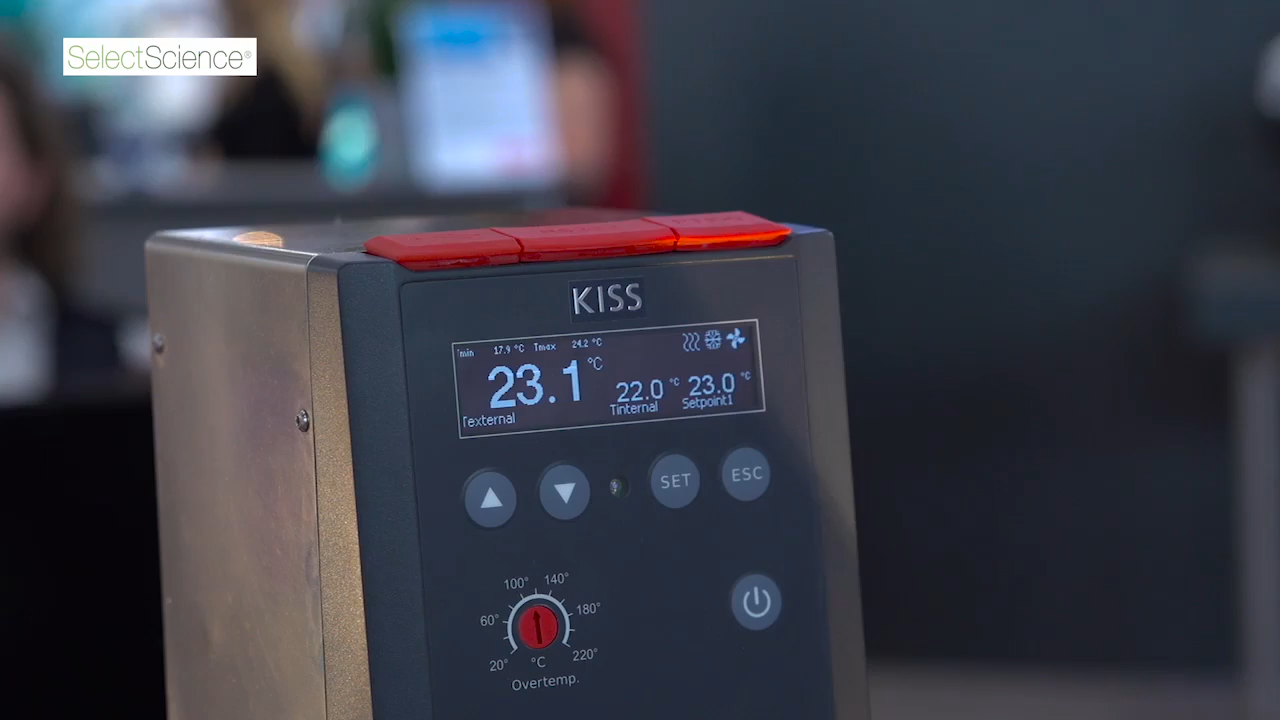 SelectScience®
KISS
Tmin 17.9 °C Tmax 24.2 °C
23.1 °C
22.0 °C 23.0 °C
Texternal Tinternal Setpoint1
SET ESC
100° 140°
60° 180°
20° °C 220°
Overtemp.